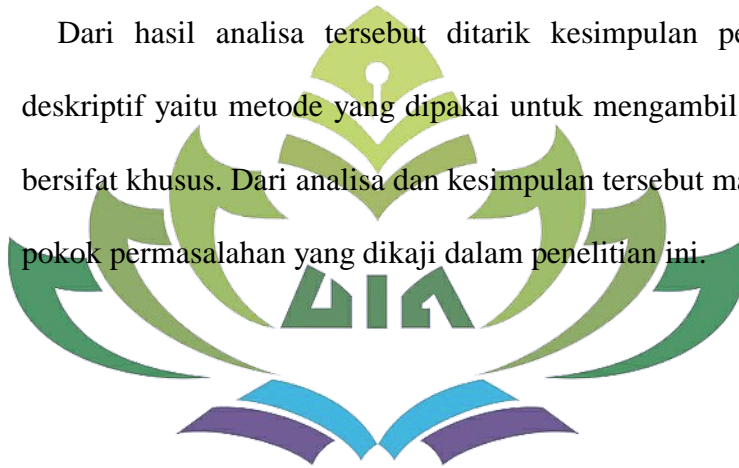 Dari hasil analisa tersebut ditarik kesimpulan
deskriptif yaitu metode yang dipakai untuk mengambil
bersifat khusus. Dari analisa dan kesimpulan tersebut
pokok permasalahan yang dikaji dalam penelitian ini.
UIN